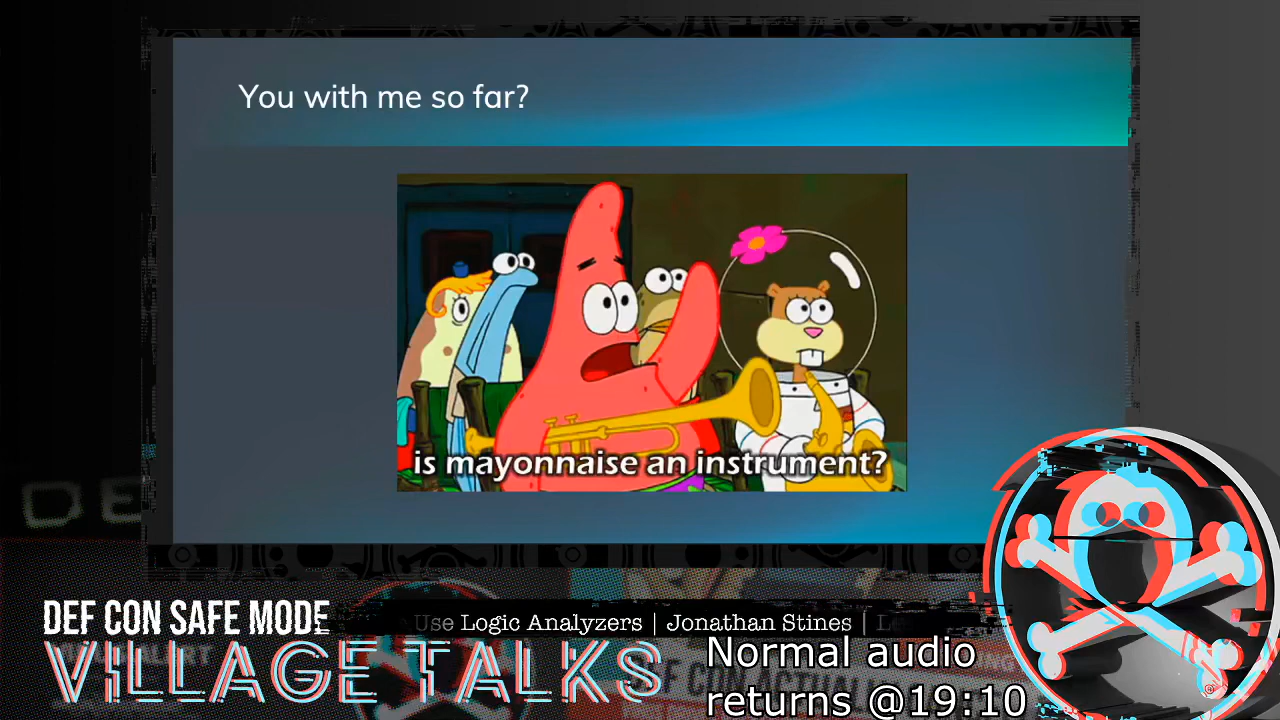 You with me so far?
is mayonnaise an instrument?
DEF CON SAFE MODE
Use Logic Analyzers | Jonathan Stines |
VILLAGE TALKS
Normal audio
returns @19:10